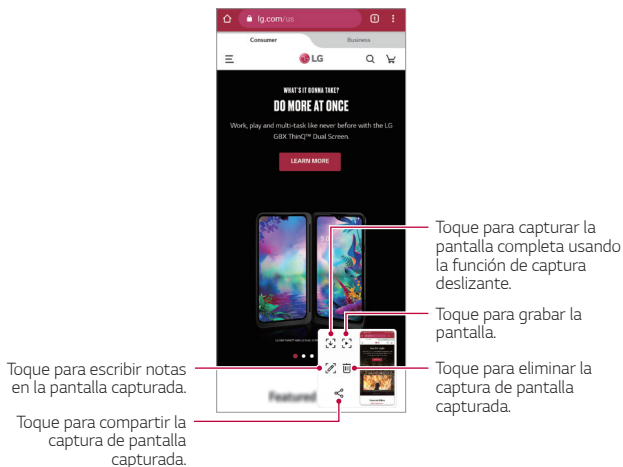 lg.com/us
Consumer
Business
LG
WHAT'S IT GONNA TAKE?
DO MORE AT ONCE
Work, play and multi-task like never before with the LG
G8X ThinQ™ Dual Screen.
LEARN MORE
Toque para capturar la
pantalla completa usando
la función de captura
deslizante.
Toque para grabar la
pantalla.
Toque para eliminar la
captura de pantalla
capturada.
Toque para escribir notas
en la pantalla capturada.
Toque para compartir la
captura de pantalla
capturada.
Featured